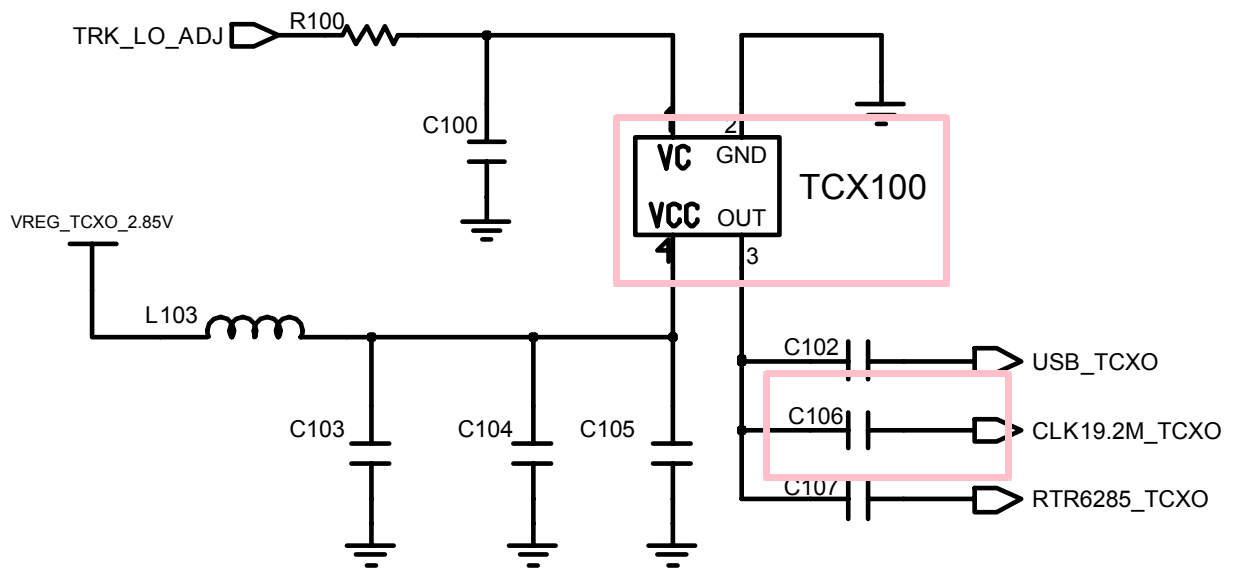 R100
TRK_LO_ADJ
C100
1
2
VC GND
TCX100
VCC OUT
4
3
VREG_TCXO_2.85V
L103
C102
USB_TCXO
C103
C104
C105
C106
CLK19.2M_TCXO
C107
RTR6285_TCXO